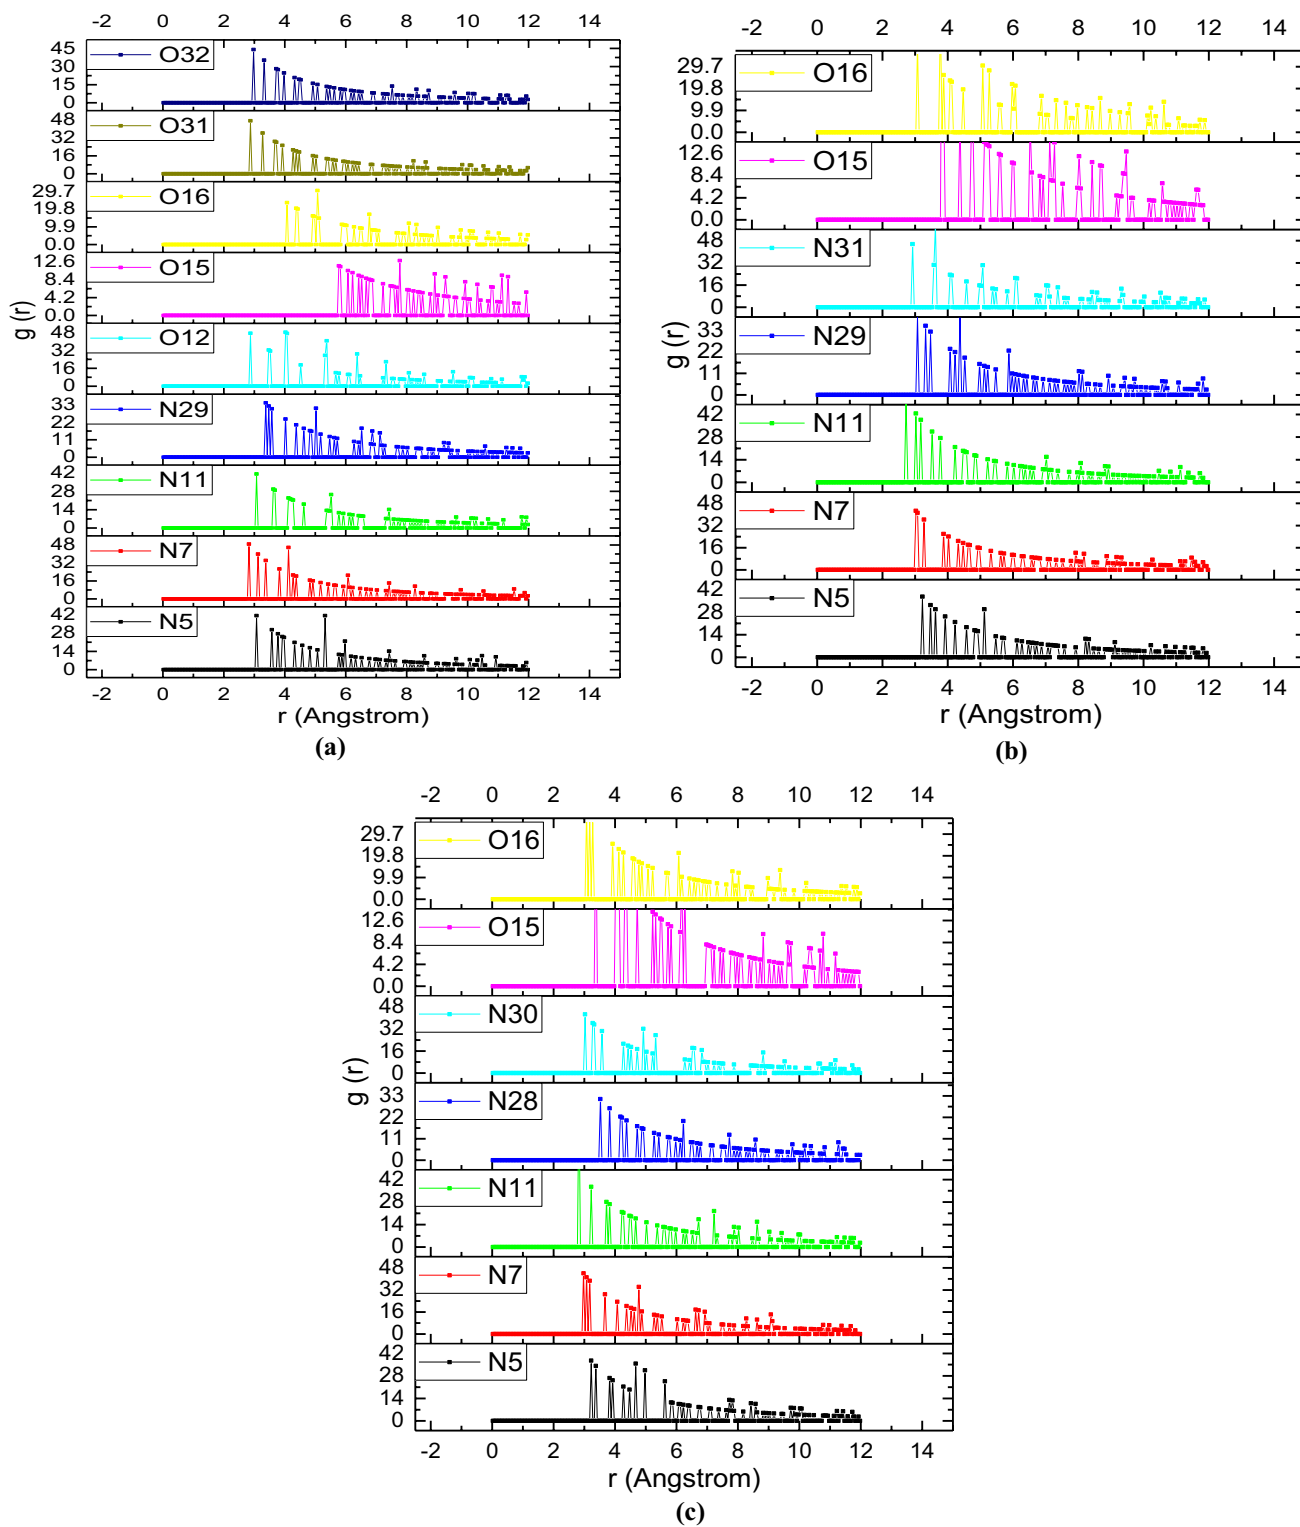 -2 0 2 4 6 8 10 12 14
45 30 15 0 O32
48 32 16 0 O31
29.7 19.8 9.9 0.0 O16
12.6 8.4 4.2 0.0 O15
48 32 16 0 O12
33 22 11 0 N29
42 28 14 0 N11
48 32 16 0 N7
42 28 14 0 N5
g (r)
-2 0 2 4 6 8 10 12 14
r (Angstrom)
(a)
-2 0 2 4 6 8 10 12 14
29.7 19.8 9.9 0.0 O16
12.6 8.4 4.2 0.0 O15
48 32 16 0 N31
33 22 11 0 N29
42 28 14 0 N11
48 32 16 0 N7
42 28 14 0 N5
g (r)
-2 0 2 4 6 8 10 12 14
r (Angstrom)
(b)
-2 0 2 4 6 8 10 12 14
29.7 19.8 9.9 0.0 O16
12.6 8.4 4.2 0.0 O15
48 32 16 0 N30
33 22 11 0 N28
42 28 14 0 N11
48 32 16 0 N7
42 28 14 0 N5
g (r)
-2 0 2 4 6 8 10 12 14
r (Angstrom)
(c)